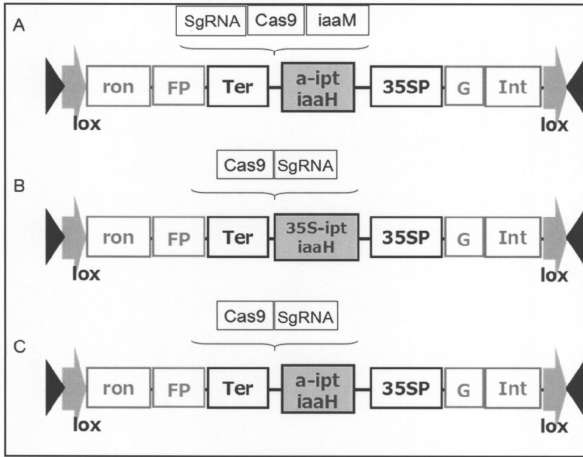 A
SgRNA Cas9 iaaM
ron FP Ter a-ipt iaaH 35SP G Int
lox lox
B
Cas9 SgRNA
ron FP Ter 35S-ipt iaaH 35SP G Int
lox lox
C
Cas9 SgRNA
ron FP Ter a-ipt iaaH 35SP G Int
lox lox